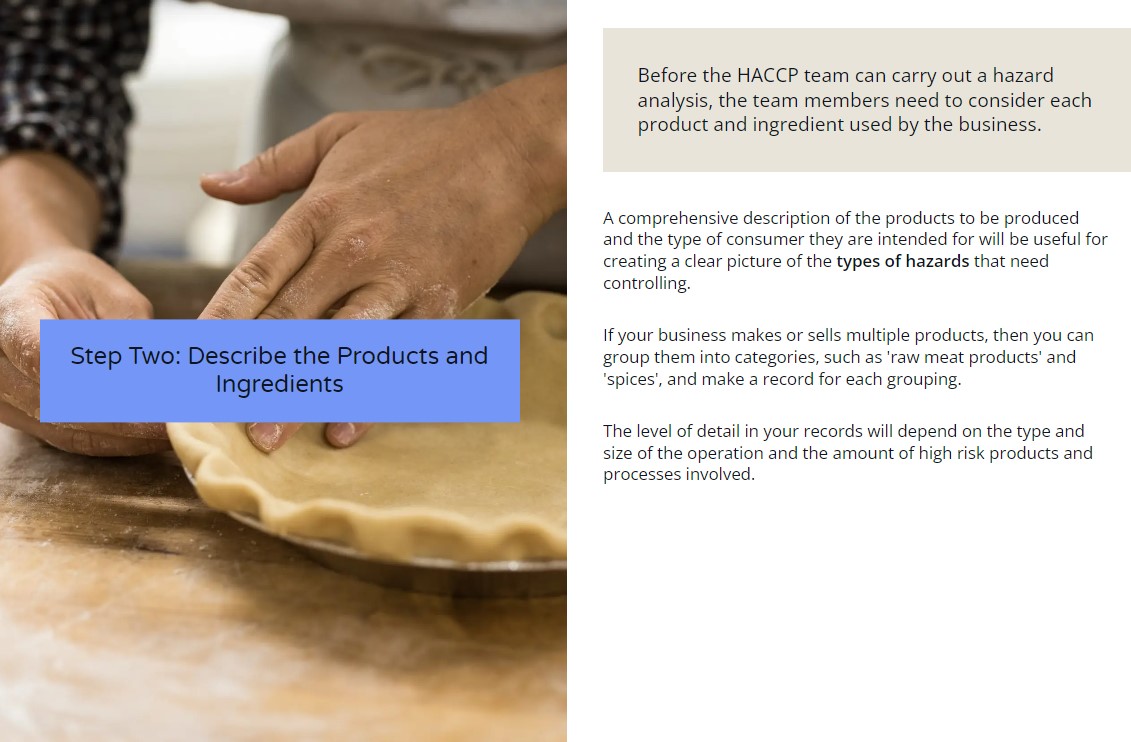 Step Two: Describe the Products and
Ingredients
Before the HACCP team can carry out a hazard
analysis, the team members need to consider each
product and ingredient used by the business.
A comprehensive description of the products to be produced
and the type of consumer they are intended for will be useful for
creating a clear picture of the types of hazards that need
controlling.
If your business makes or sells multiple products, then you can
group them into categories, such as 'raw meat products' and
'spices', and make a record for each grouping.
The level of detail in your records will depend on the type and
size of the operation and the amount of high risk products and
processes involved.